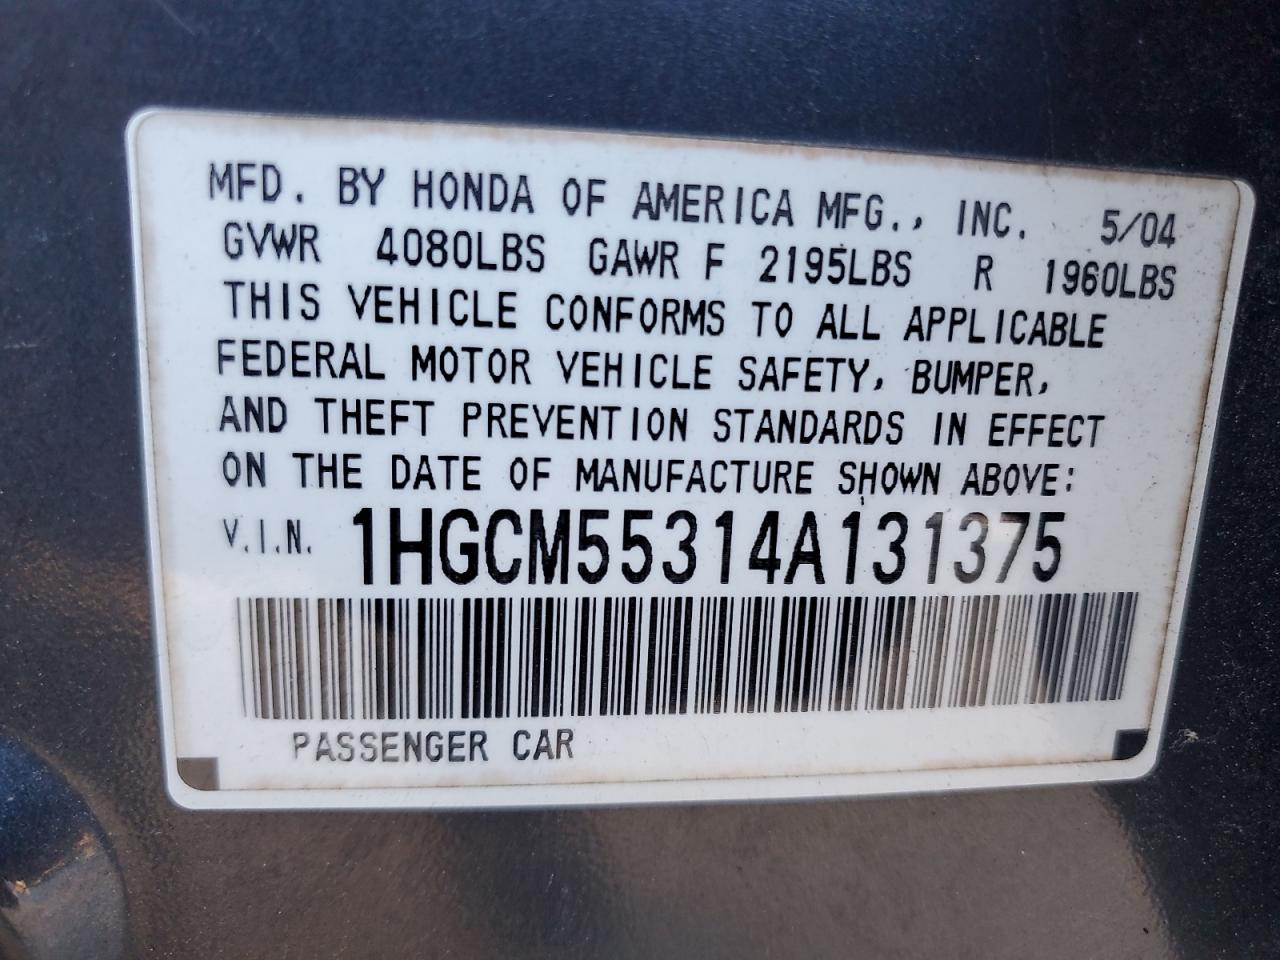 MFD. BY HONDA OF AMERICA MFG., INC. 5/04
GVWR 4080LBS GAWR F 2195LBS R 1960LBS
THIS VEHICLE CONFORMS TO ALL APPLICABLE
FEDERAL MOTOR VEHICLE SAFETY, BUMPER,
AND THEFT PREVENTION STANDARDS IN EFFECT
ON THE DATE OF MANUFACTURE SHOWN ABOVE:
V.I.N. 1HGCM55314A131375
PASSENGER CAR